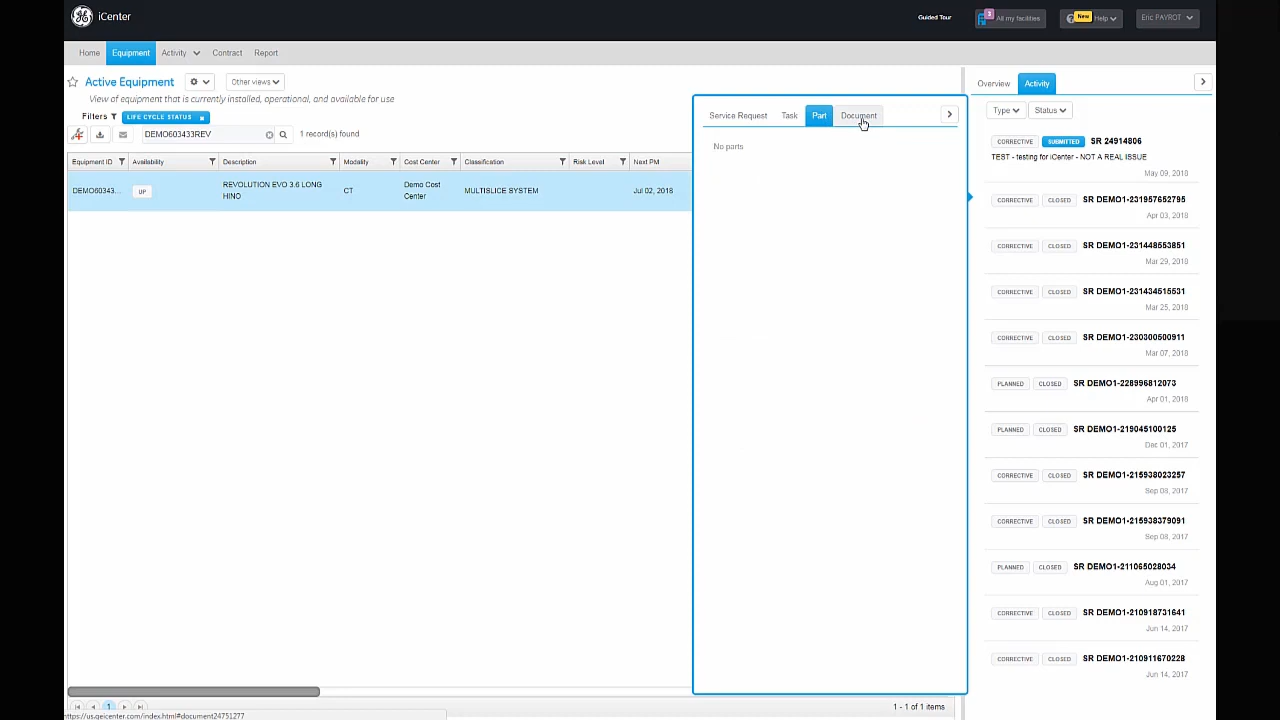 iCenter
Guided Tour
3
All my facilities
New
Help
Eric PAYROT
Home
Equipment
Activity
Contract
Report
Active Equipment
Other views
View of equipment that is currently installed, operational, and available for use
Filters
LIFE CYCLE STATUS x
DEMO603433REV
1 record(s) found
Equipment ID
Availability
Description
Modality
Cost Center
Classification
Risk Level
Next PM
DEMO60343...
UP
REVOLUTION EVO 3.6 LONG
HINO
CT
Demo Cost
Center
MULTISLICE SYSTEM
Jul 02, 2018
Service Request
Task
Part
Document
No parts
Overview
Activity
Type
Status
CORRECTIVE SUBMITTED SR 24914806
TEST - testing for iCenter - NOT A REAL ISSUE
May 09, 2018
CORRECTIVE CLOSED SR DEMO1-231957652795
Apr 03, 2018
CORRECTIVE CLOSED SR DEMO1-231448553851
Mar 29, 2018
CORRECTIVE CLOSED SR DEMO1-231434515531
Mar 25, 2018
CORRECTIVE CLOSED SR DEMO1-230300500911
Mar 07, 2018
PLANNED CLOSED SR DEMO1-228996812073
Apr 01, 2018
PLANNED CLOSED SR DEMO1-219045100125
Dec 01, 2017
CORRECTIVE CLOSED SR DEMO1-215938023257
Sep 08, 2017
CORRECTIVE CLOSED SR DEMO1-215938379091
Sep 08, 2017
PLANNED CLOSED SR DEMO1-211065028034
Aug 01, 2017
CORRECTIVE CLOSED SR DEMO1-210918731641
Jun 14, 2017
CORRECTIVE CLOSED SR DEMO1-210911670228
Jun 14, 2017
1
1 - 1 of 1 items
https://us.geicenter.com/index.html#document24751277